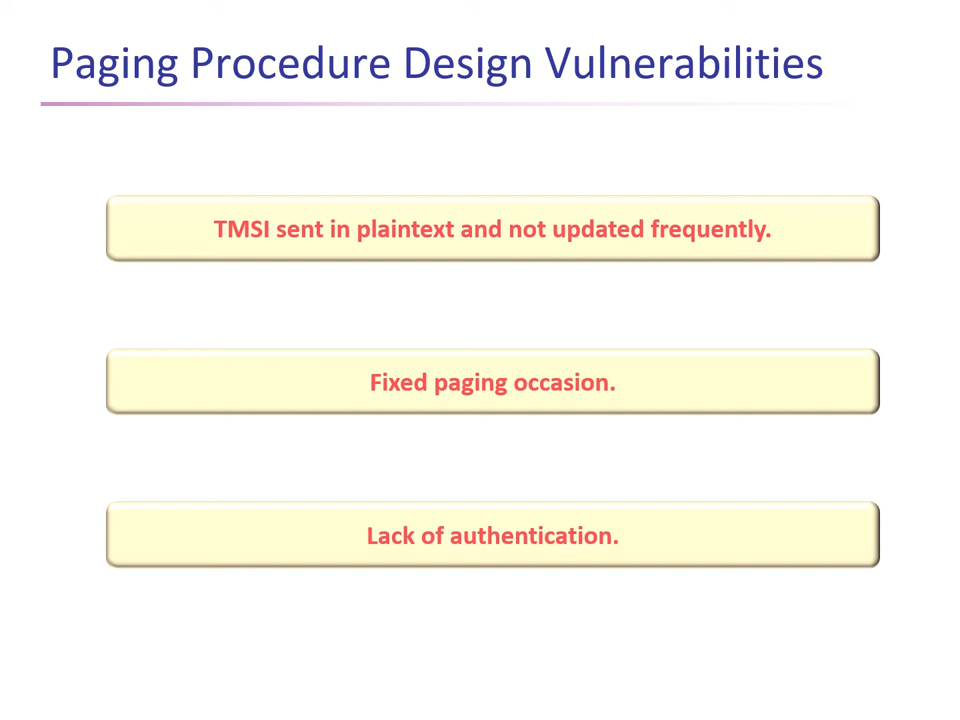 Paging Procedure Design Vulnerabilities
TMSI sent in plaintext and not updated frequently.
Fixed paging occasion.
Lack of authentication.